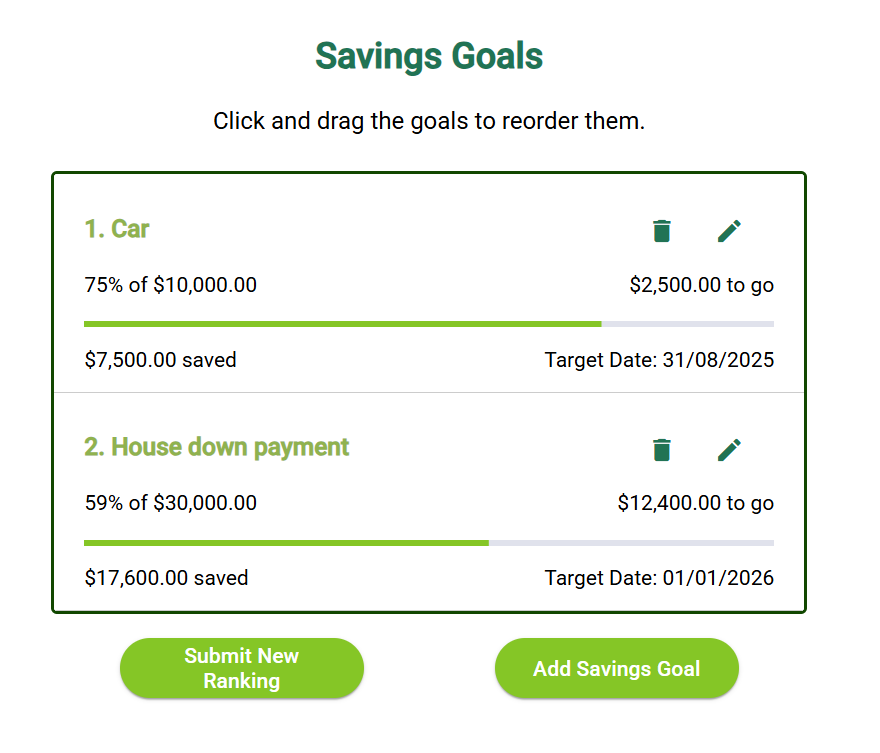 Savings Goals
Click and drag the goals to reorder them.
1. Car
75% of $10,000.00 $2,500.00 to go
$7,500.00 saved Target Date: 31/08/2025
2. House down payment
59% of $30,000.00 $12,400.00 to go
$17,600.00 saved Target Date: 01/01/2026
Submit New
Ranking
Add Savings Goal